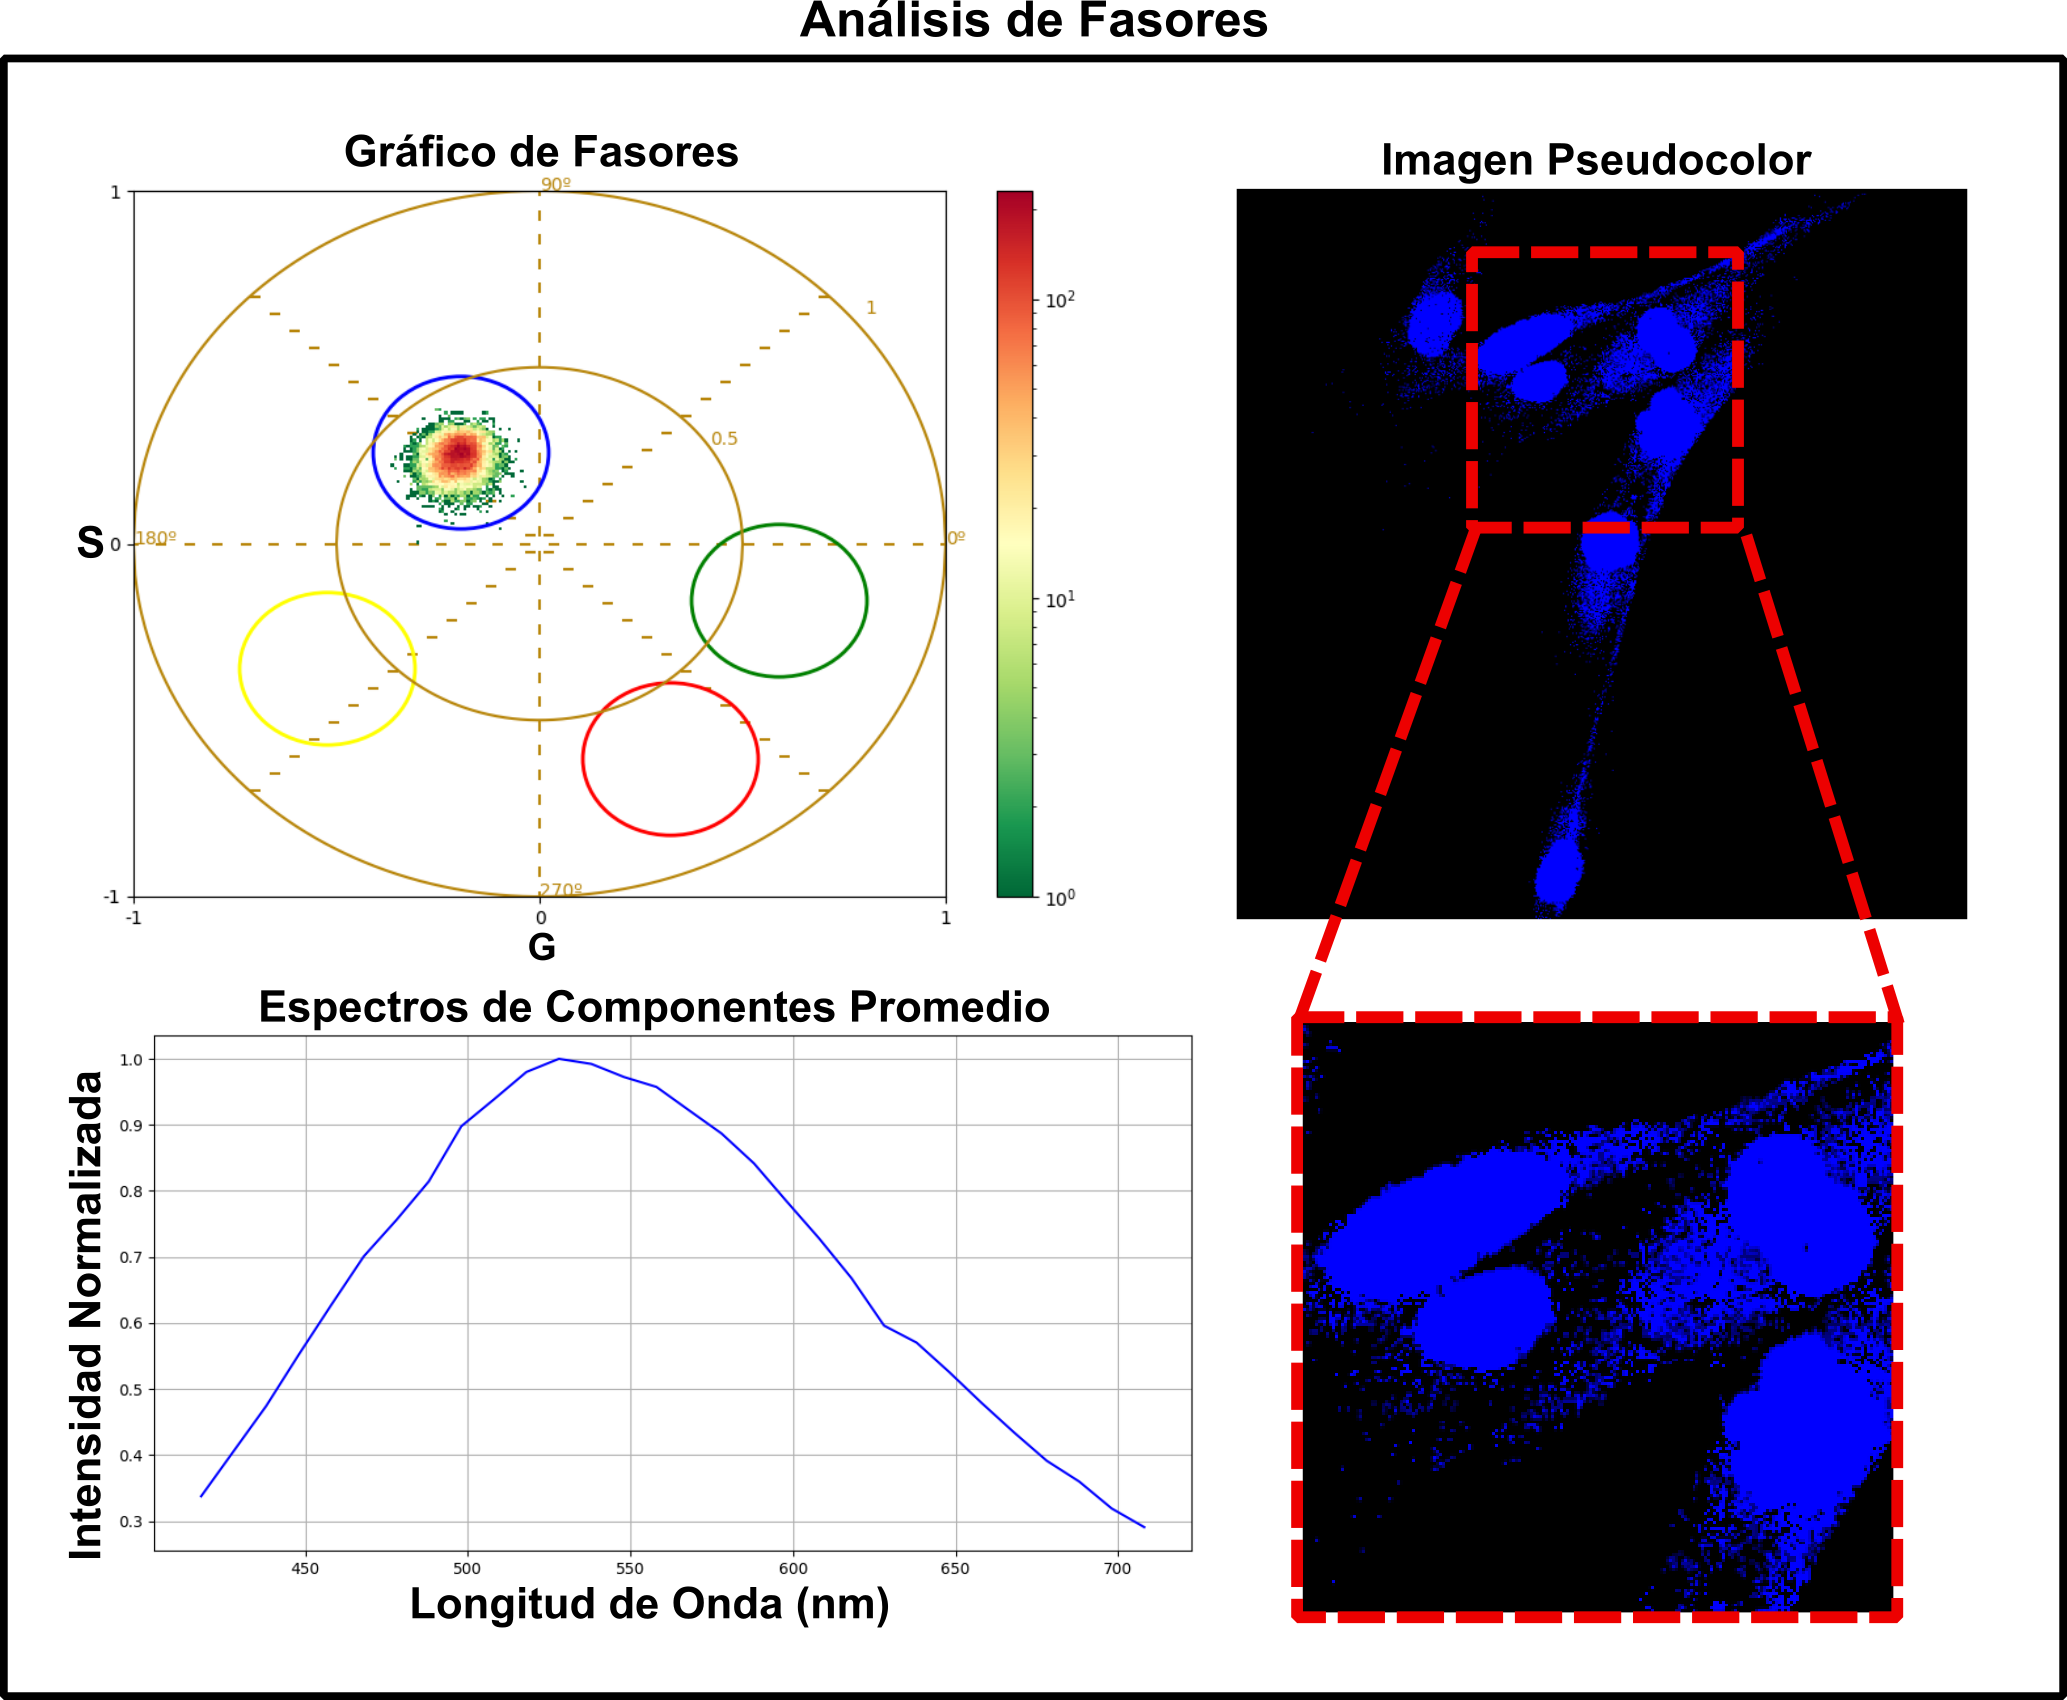 Análisis de Fasores
Gráfico de Fasores
Imagen Pseudocolor
90º
1
1
10²
0.5
S
0
180º
0º
10¹
270º
-1
10⁰
-1
0
1
G
Espectros de Componentes Promedio
Intensidad Normalizada
1.0
0.9
0.8
0.7
0.6
0.5
0.4
0.3
450
500
550
600
650
700
Longitud de Onda (nm)